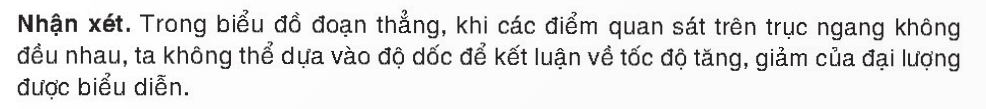 Nhận xét. Trong biểu đồ đoạn thẳng, khi các điểm quan sát trên trục ngang không
đều nhau, ta không thể dựa vào độ dốc để kết luận về tốc độ tăng, giảm của đại lượng
được biểu diễn.